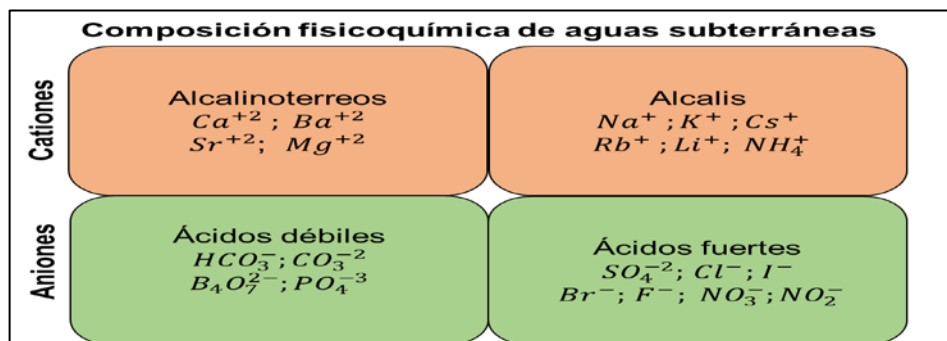 Composición fisicoquímica de aguas subterráneas
Cationes
Alcalinoterreos
Ca⁺² ; Ba⁺²
Sr⁺²; Mg⁺²
Alcalis
Na⁺ ; K⁺ ; Cs⁺
Rb⁺ ; Li⁺; NH₄⁺
Aniones
Ácidos débiles
HCO₃⁻; CO₃⁻²
B₄O₇²⁻; PO₄⁻³
Ácidos fuertes
SO₄⁻²; Cl⁻; I⁻
Br⁻; F⁻; NO₃⁻; NO₂⁻